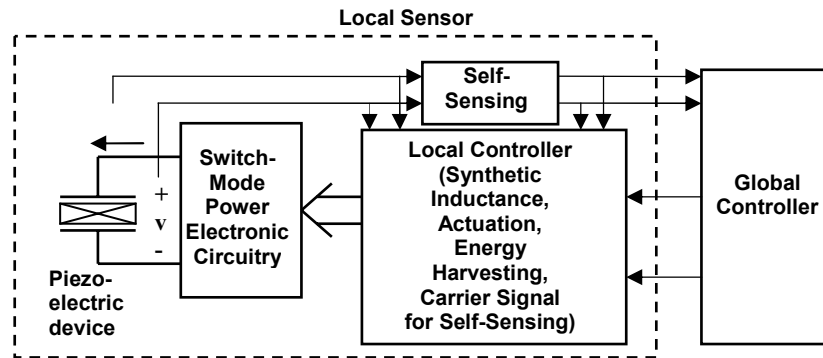 Local Sensor
Self-
Sensing
Switch-
Mode
Power
Electronic
Circuitry
+
v
-
Piezo-
electric
device
Local Controller
(Synthetic
Inductance,
Actuation,
Energy
Harvesting,
Carrier Signal
for Self-Sensing)
Global
Controller